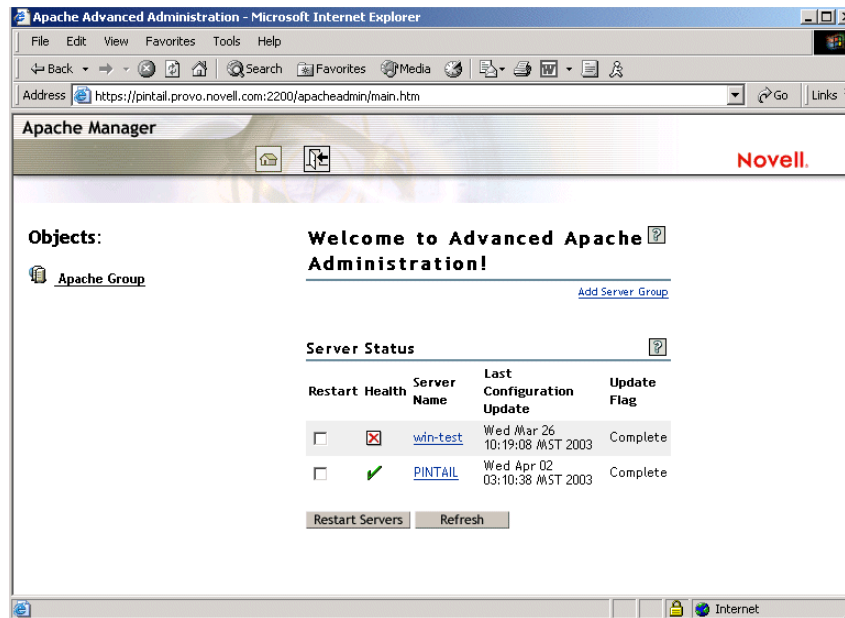 Apache Advanced Administration - Microsoft Internet Explorer
File Edit View Favorites Tools Help
Back Search Favorites Media
Address https://pintail.provo.novell.com:2200/apacheadmin/main.htm Go Links
Apache Manager
Novell.
Objects:
Apache Group
Welcome to Advanced Apache
Administration!
Add Server Group
Server Status
Restart Health Server Name Last Configuration Update Update Flag
win-test Wed Mar 26 10:19:08 MST 2003 Complete
PINTAIL Wed Apr 02 03:10:38 MST 2003 Complete
Restart Servers Refresh
Internet